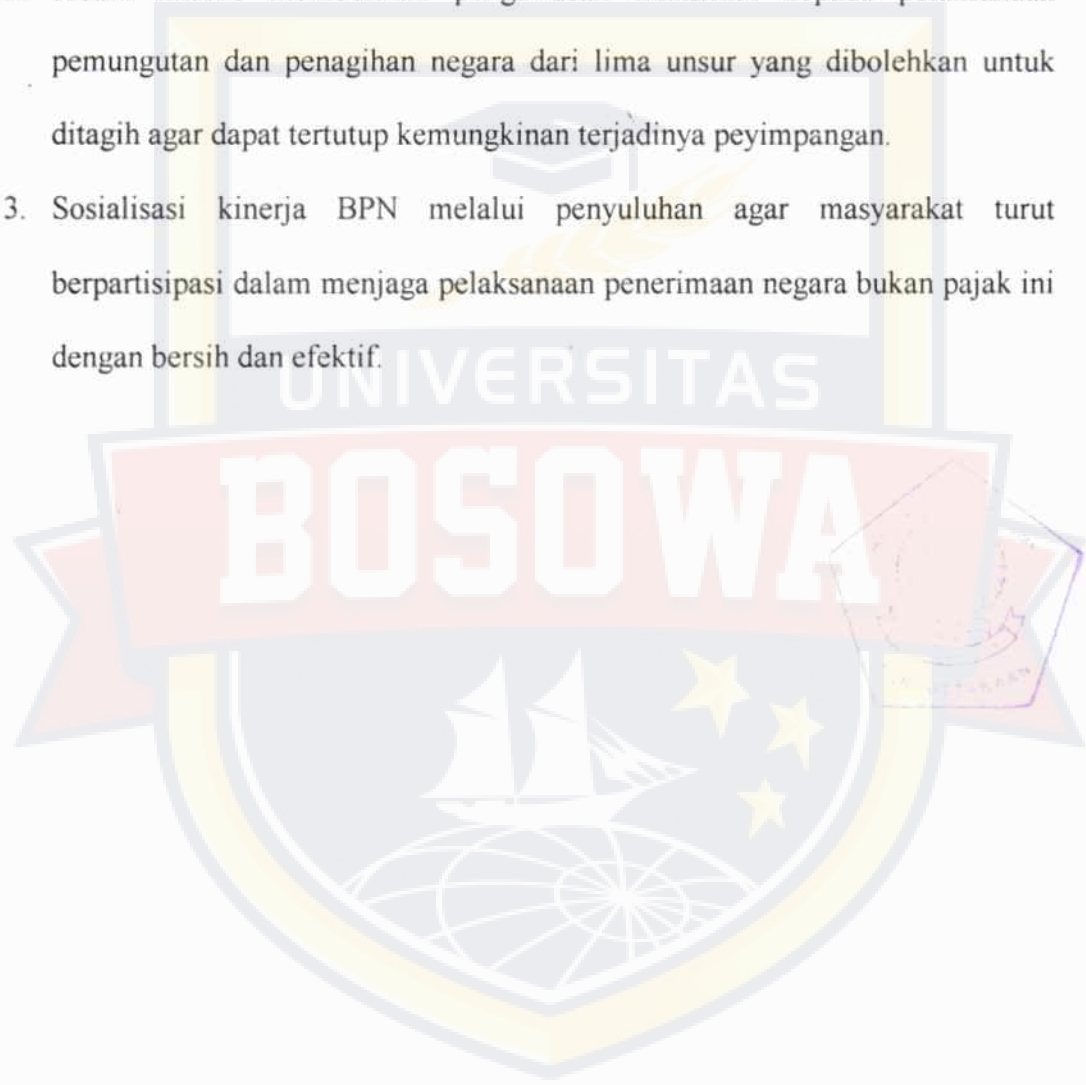 pemungutan dan penagihan negara dari lima unsur yang dibolehkan untuk
ditagih agar dapat tertutup kemungkinan terjadinya peyimpangan.
3. Sosialisasi kinerja BPN melalui penyuluhan agar masyarakat turut
berpartisipasi dalam menjaga pelaksanaan penerimaan negara bukan pajak ini
dengan bersih dan efektif.
UNIVERSITAS
BOSOWA